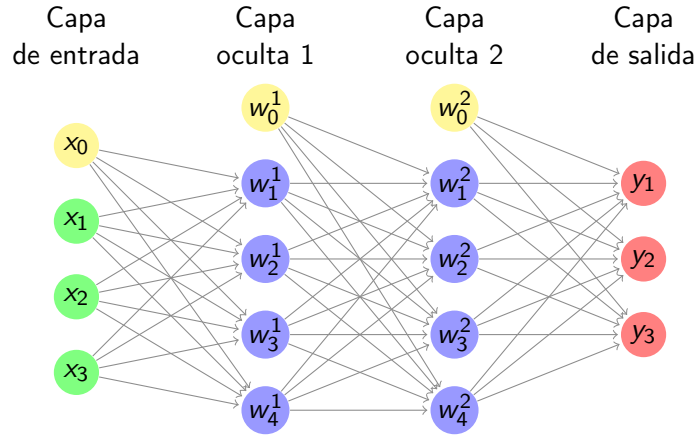 Capa
de entrada
Capa
oculta 1
Capa
oculta 2
Capa
de salida
x₀
x₁
x₂
x₃
w₀¹
w₁¹
w₂¹
w₃¹
w₄¹
w₀²
w₁²
w₂²
w₃²
w₄²
y₁
y₂
y₃